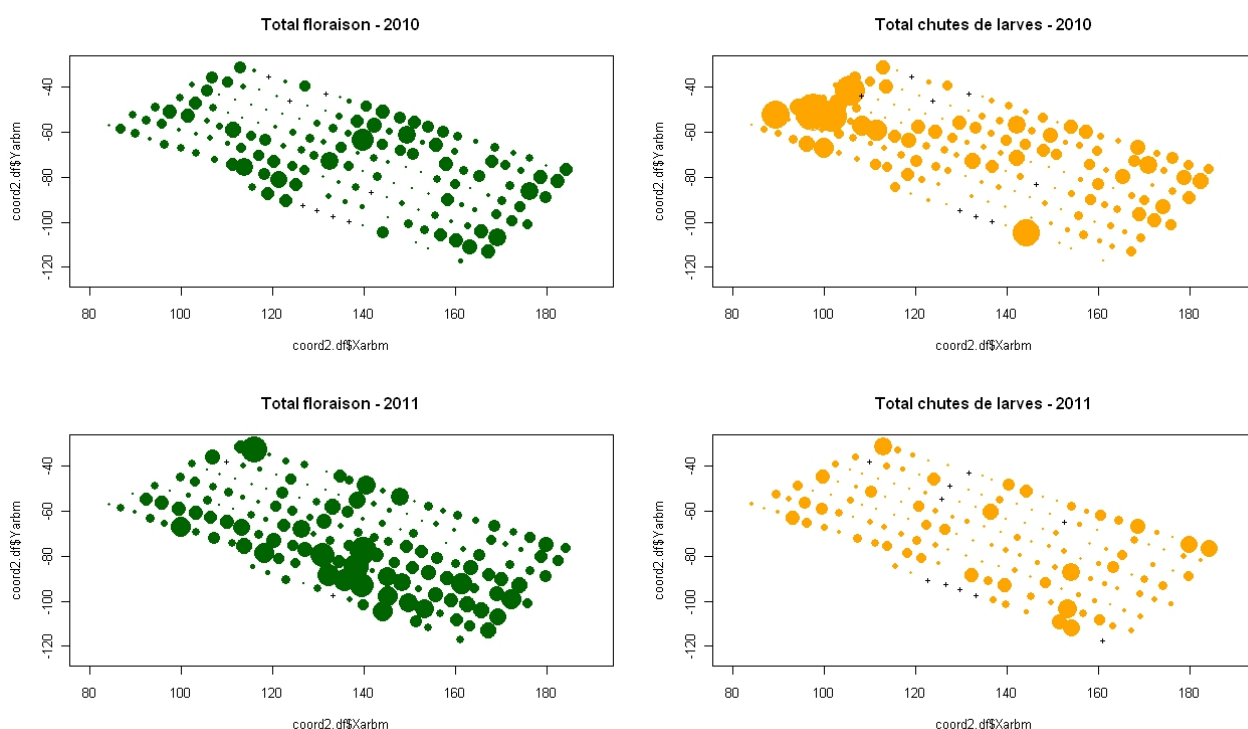 Total floraison - 2010
coord2.df$Yarbm
-40
-60
-80
-100
-120
80 100 120 140 160 180
coord2.df$Xarbm
Total chutes de larves - 2010
coord2.df$Yarbm
-40
-60
-80
-100
-120
80 100 120 140 160 180
coord2.df$Xarbm
Total floraison - 2011
coord2.df$Yarbm
-40
-60
-80
-100
-120
80 100 120 140 160 180
coord2.df$Xarbm
Total chutes de larves - 2011
coord2.df$Yarbm
-40
-60
-80
-100
-120
80 100 120 140 160 180
coord2.df$Xarbm